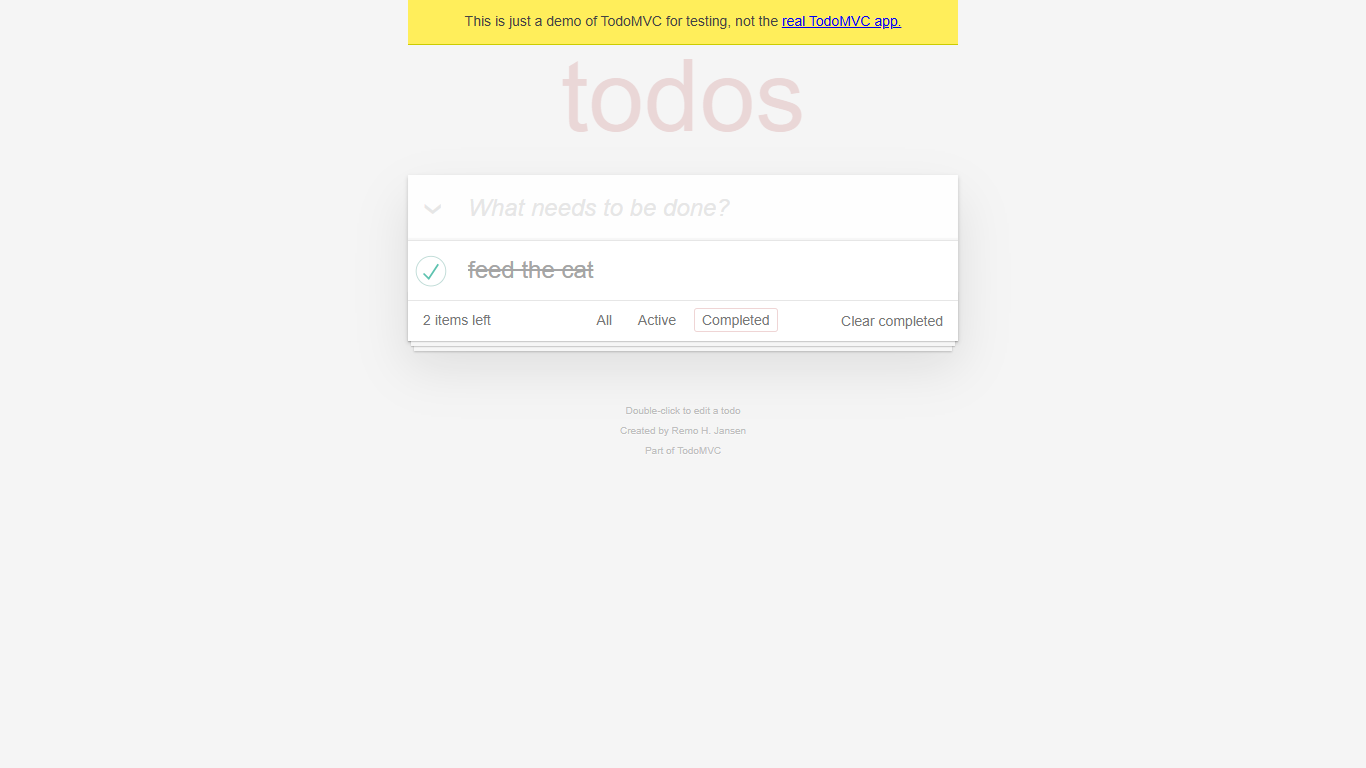 This is just a demo of TodoMVC for testing, not the real TodoMVC app.
todos
What needs to be done?
feed the cat
2 items left All Active Completed Clear completed
Double-click to edit a todo
Created by Remo H. Jansen
Part of TodoMVC